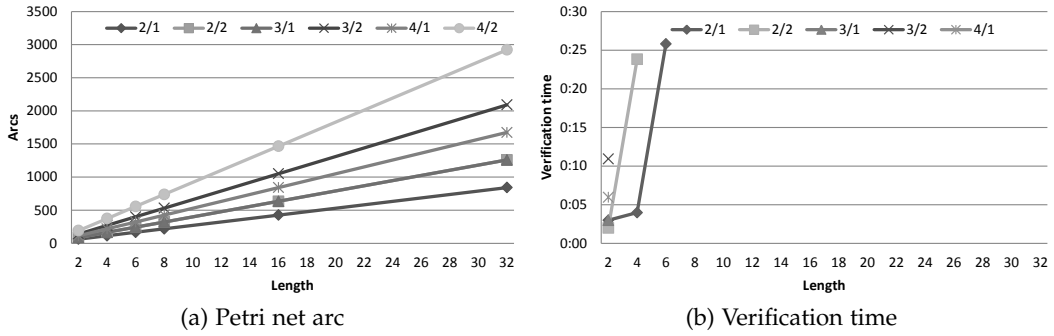 3500
3000
2500
2000
1500
1000
500
0
Arcs
2/1 2/2 3/1 3/2 4/1 4/2
2 4 6 8 10 12 14 16 18 20 22 24 26 28 30 32
Length
(a) Petri net arc
0:30
0:25
0:20
0:15
0:10
0:05
0:00
Verification time
2/1 2/2 3/1 3/2 4/1
2 4 6 8 10 12 14 16 18 20 22 24 26 28 30 32
Length
(b) Verification time